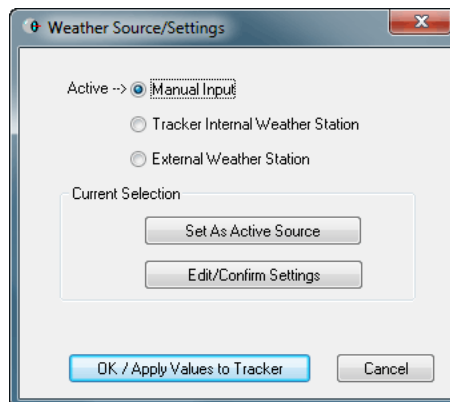 Weather Source/Settings
Active --> Manual Input
Tracker Internal Weather Station
External Weather Station
Current Selection
Set As Active Source
Edit/Confirm Settings
OK / Apply Values to Tracker
Cancel